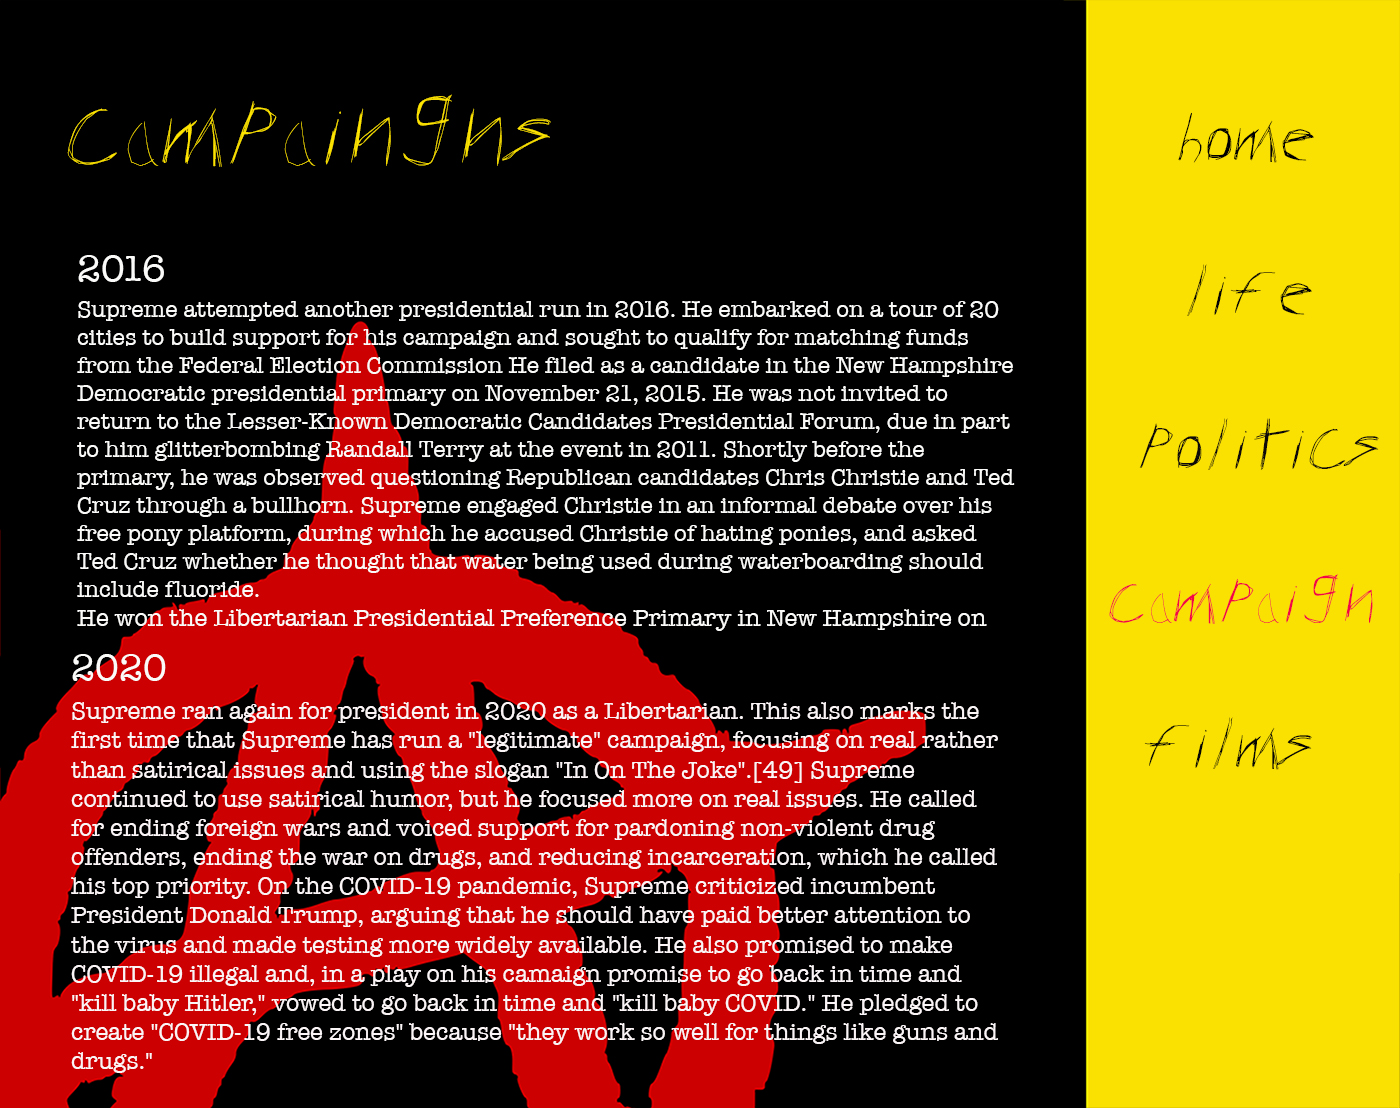 campaingns
2016
Supreme attempted another presidential run in 2016. He embarked on a tour of 20
cities to build support for his campaign and sought to qualify for matching funds
from the Federal Election Commission He filed as a candidate in the New Hampshire
Democratic presidential primary on November 21, 2015. He was not invited to
return to the Lesser-Known Democratic Candidates Presidential Forum, due in part
to him glitterbombing Randall Terry at the event in 2011. Shortly before the
primary, he was observed questioning Republican candidates Chris Christie and Ted
Cruz through a bullhorn. Supreme engaged Christie in an informal debate over his
free pony platform, during which he accused Christie of hating ponies, and asked
Ted Cruz whether he thought that water being used during waterboarding should
include fluoride.
He won the Libertarian Presidential Preference Primary in New Hampshire on
2020
Supreme ran again for president in 2020 as a Libertarian. This also marks the
first time that Supreme has run a "legitimate" campaign, focusing on real rather
than satirical issues and using the slogan "In On The Joke".[49] Supreme
continued to use satirical humor, but he focused more on real issues. He called
for ending foreign wars and voiced support for pardoning non-violent drug
offenders, ending the war on drugs, and reducing incarceration, which he called
his top priority. On the COVID-19 pandemic, Supreme criticized incumbent
President Donald Trump, arguing that he should have paid better attention to
the virus and made testing more widely available. He also promised to make
COVID-19 illegal and, in a play on his camaign promise to go back in time and
"kill baby Hitler," vowed to go back in time and "kill baby COVID." He pledged to
create "COVID-19 free zones" because "they work so well for things like guns and
drugs."
home
life
politics
campaign
films